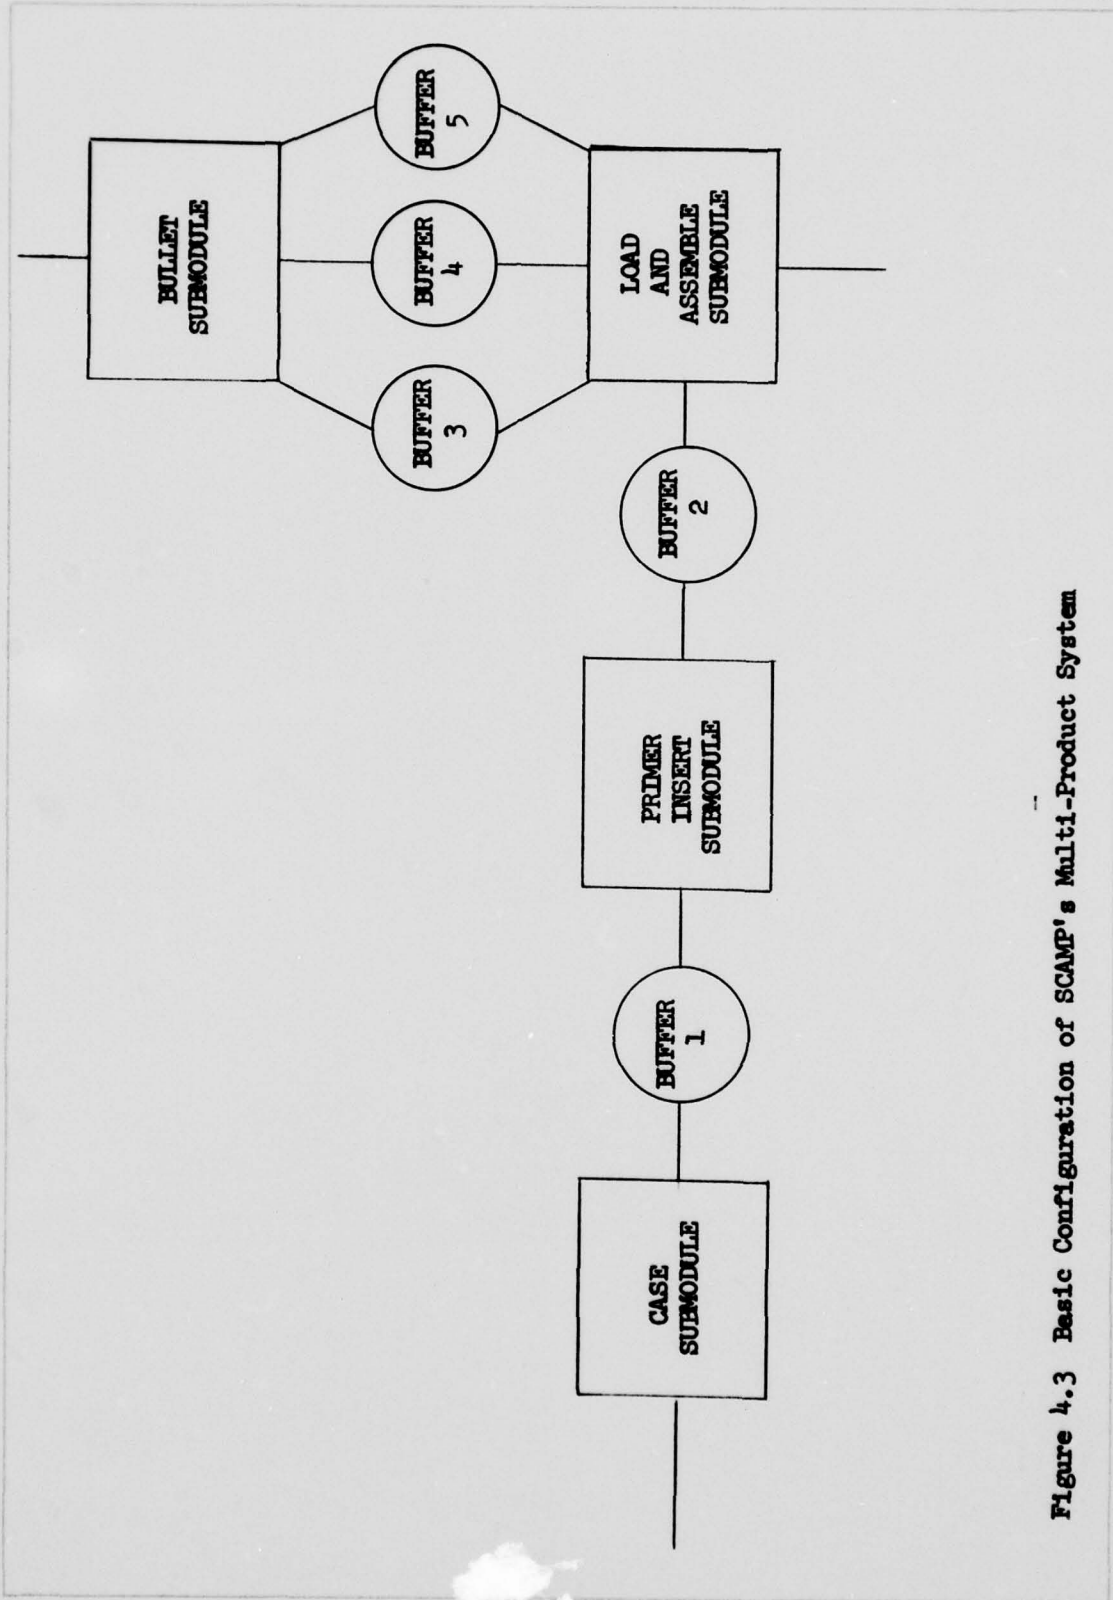 BULLET
SUBMODULE
BUFFER
3
BUFFER
4
BUFFER
5
CASE
SUBMODULE
BUFFER
1
PRIMER
INSERT
SUBMODULE
BUFFER
2
LOAD
AND
ASSEMBLE
SUBMODULE
Figure 4.3 Basic Configuration of SCAMP's Multi-Product System